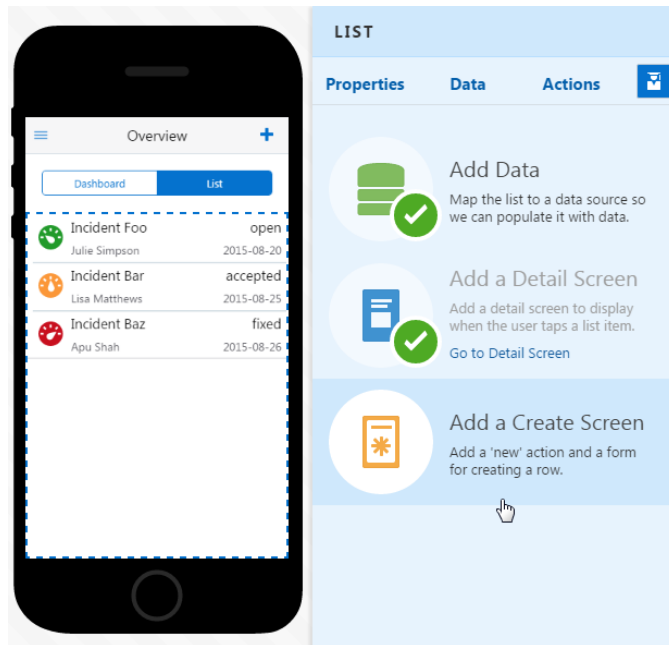 LIST
Properties Data Actions
Overview
Dashboard List
Incident Foo open
Julie Simpson 2015-08-20
Incident Bar accepted
Lisa Matthews 2015-08-25
Incident Baz fixed
Apu Shah 2015-08-26
Add Data
Map the list to a data source so
we can populate it with data.
Add a Detail Screen
Add a detail screen to display
when the user taps a list item.
Go to Detail Screen
Add a Create Screen
Add a 'new' action and a form
for creating a row.